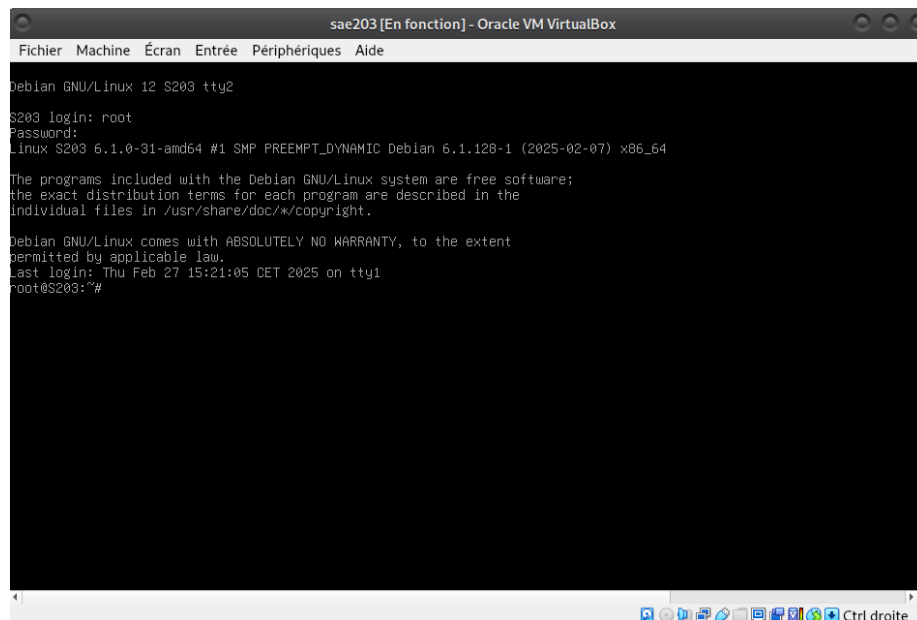 sae203 [En fonction] - Oracle VM VirtualBox
Fichier Machine Écran Entrée Périphériques Aide
Debian GNU/Linux 12 S203 tty2
S203 login: root
Password:
Linux S203 6.1.0-31-amd64 #1 SMP PREEMPT_DYNAMIC Debian 6.1.128-1 (2025-02-07) x86_64
The programs included with the Debian GNU/Linux system are free software;
the exact distribution terms for each program are described in the
individual files in /usr/share/doc/*/copyright.
Debian GNU/Linux comes with ABSOLUTELY NO WARRANTY, to the extent
permitted by applicable law.
Last login: Thu Feb 27 15:21:05 CET 2025 on tty1
root@S203:~#
Ctrl droite